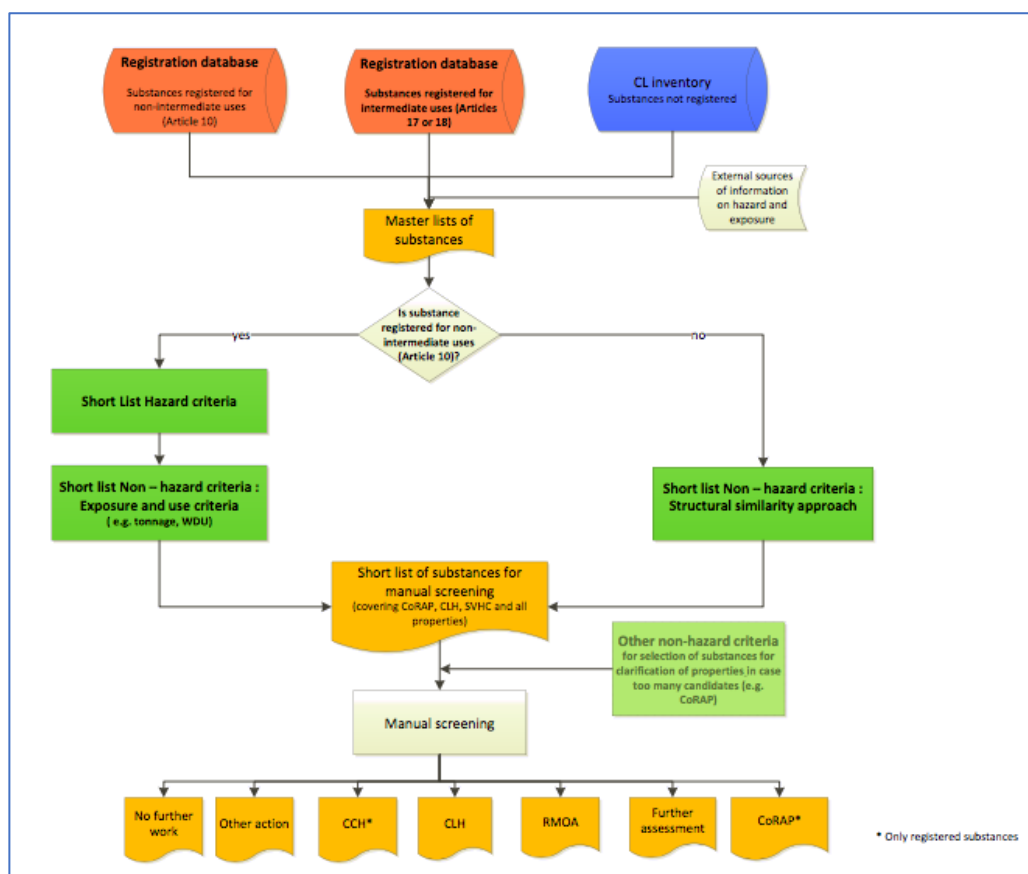 Registration database
Substances registered for
non-intermediate uses
(Article 10)
Registration database
Substances registered for
intermediate uses (Articles
17 or 18)
CL inventory
Substances not registered
External sources
of information
on hazard and
exposure
Master lists of
substances
Is substance
registered for non-
intermediate uses
(Article 10)?
yes
no
Short List Hazard criteria
Short list Non – hazard criteria :
Exposure and use criteria
( e.g. tonnage, WDU)
Short list Non – hazard criteria :
Structural similarity approach
Short list of substances for
manual screening
(covering CoRAP, CLH, SVHC and all
properties)
Other non-hazard criteria
for selection of substances for
clarification of properties in case
too many candidates (e.g.
CoRAP)
Manual screening
No further
work
Other action
CCH*
CLH
RMOA
Further
assessment
CoRAP*
* Only registered substances